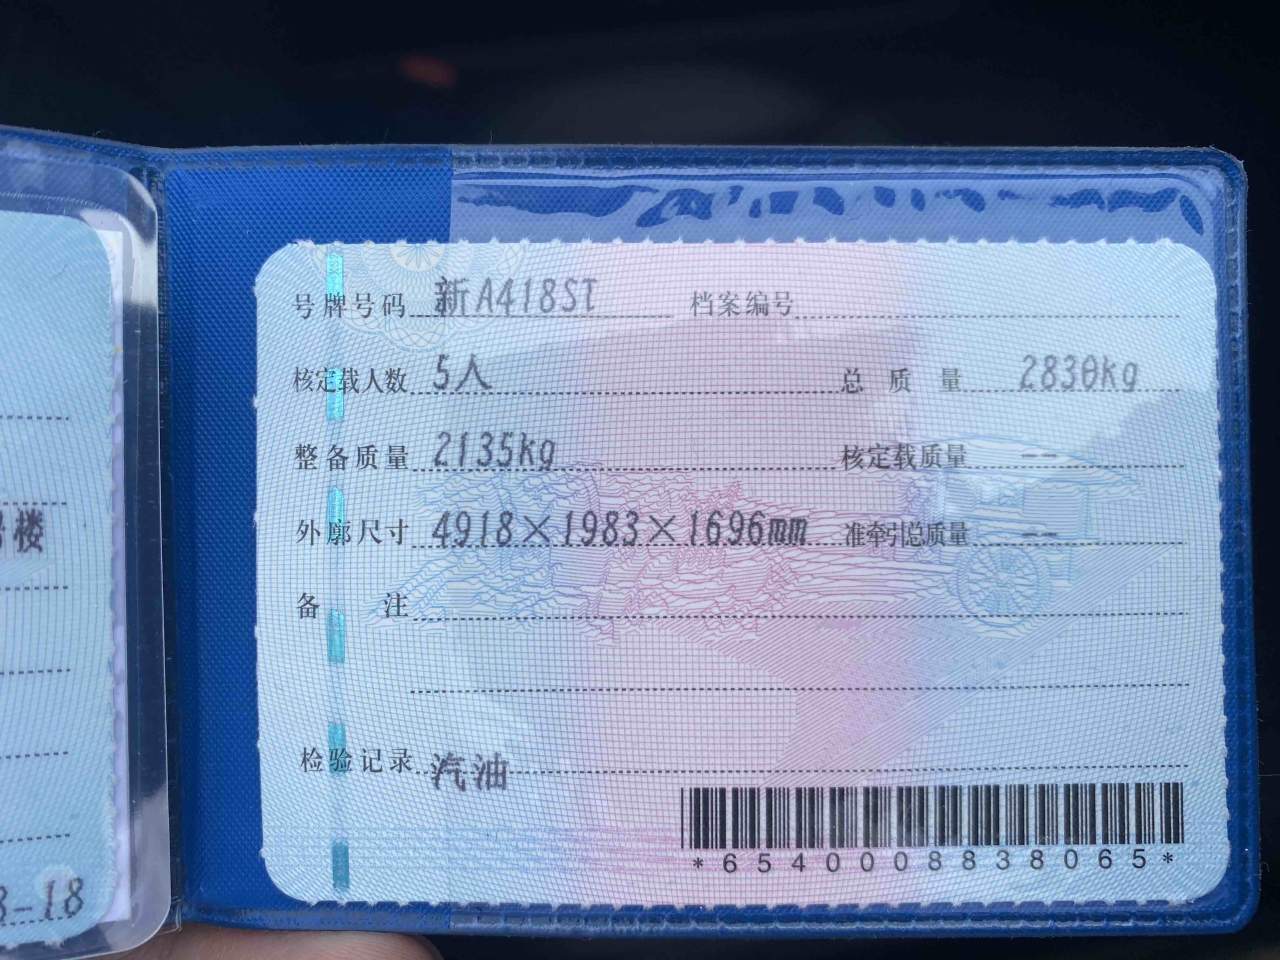 号牌号码 新A418ST 档案编号
核定载人数 5人 总质量 2830kg
整备质量 2135kg 核定载质量 --
外廓尺寸 4918×1983×1696mm 准牵引总质量 --
备注
检验记录 汽油
*6540008838065*
楼
-18